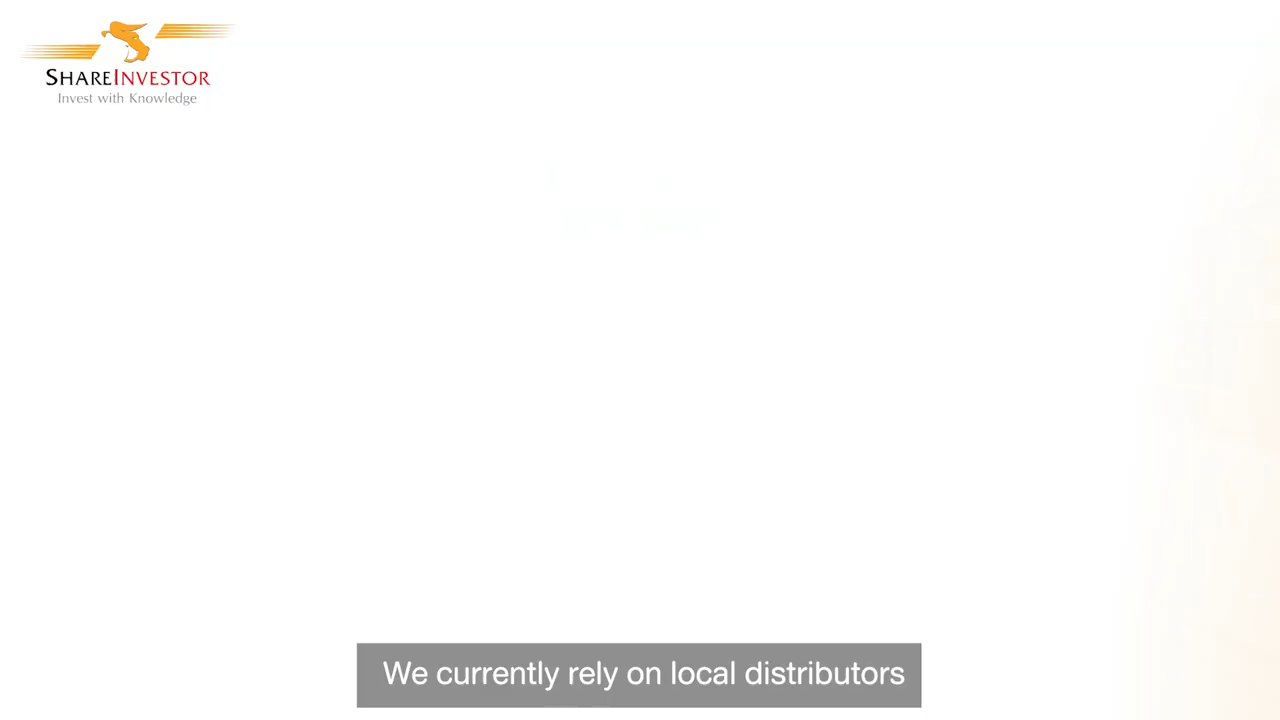 SHAREINVESTOR
Invest with Knowledge
We currently rely on local distributors